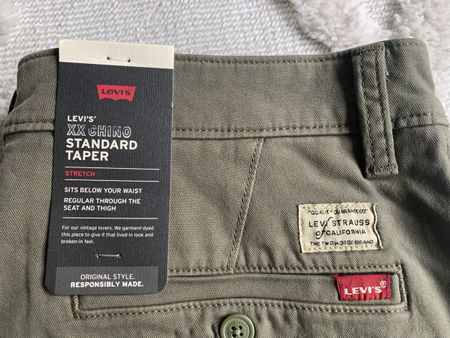 LEVI'S
LEVI'S®
XX CHINO
STANDARD
TAPER
STRETCH
SITS BELOW YOUR WAIST
REGULAR THROUGH THE
SEAT AND THIGH
For our vintage lovers. We garment-dyed
this piece to give it that lived-in look and
broken-in feel.
ORIGINAL STYLE.
RESPONSIBLY MADE.
LEVI STRAUSS
OF CALIFORNIA
THE TWO HORSE BRAND
LEVI'S®